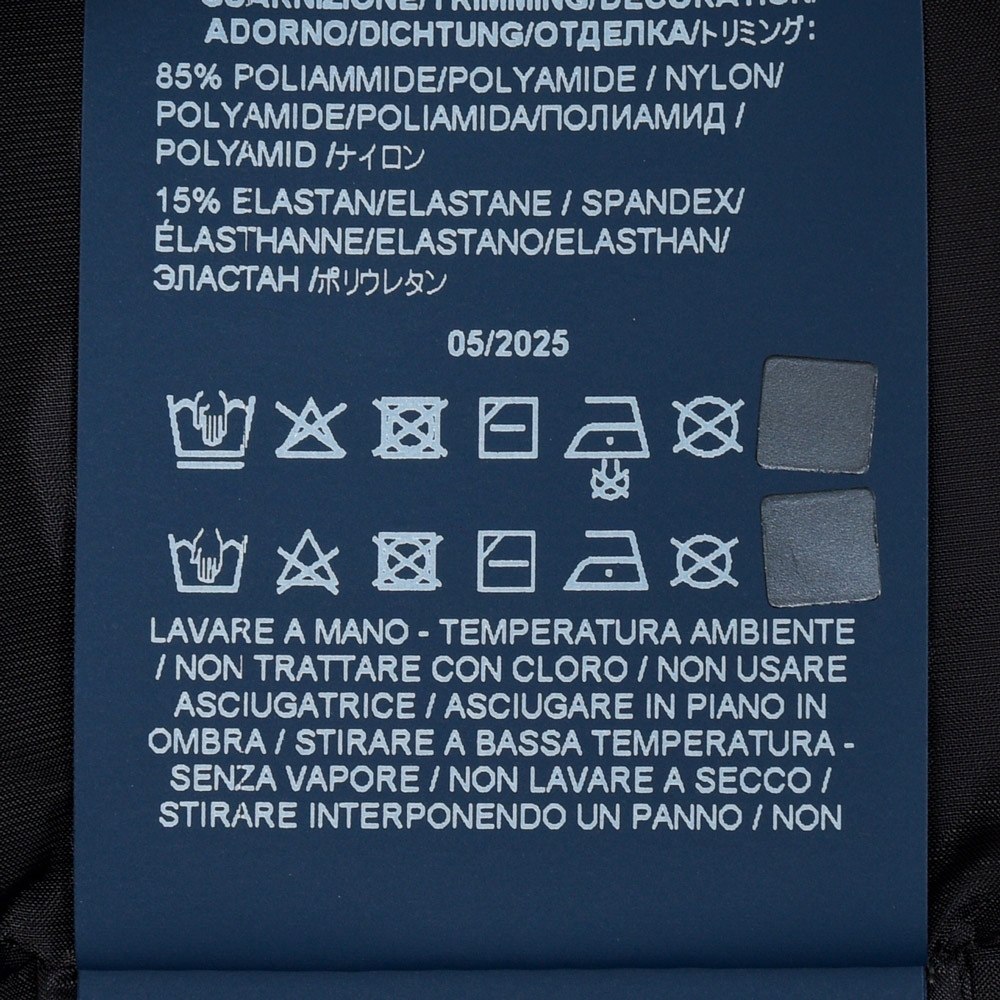 GUARNIZIONE/TRIMMING/DÉCORATION/
ADORNO/DICHTUNG/ОТДЕЛКА/トリミング:
85% POLIAMMIDE/POLYAMIDE / NYLON/
POLYAMIDE/POLIAMIDA/ПОЛИАМИД /
POLYAMID /ナイロン
15% ELASTAN/ELASTANE / SPANDEX/
ÉLASTHANNE/ELASTANO/ELASTHAN/
ЭЛАСТАН /ポリウレタン
05/2025
LAVARE A MANO - TEMPERATURA AMBIENTE
/ NON TRATTARE CON CLORO / NON USARE
ASCIUGATRICE / ASCIUGARE IN PIANO IN
OMBRA / STIRARE A BASSA TEMPERATURA -
SENZA VAPORE / NON LAVARE A SECCO /
STIRARE INTERPONENDO UN PANNO / NON